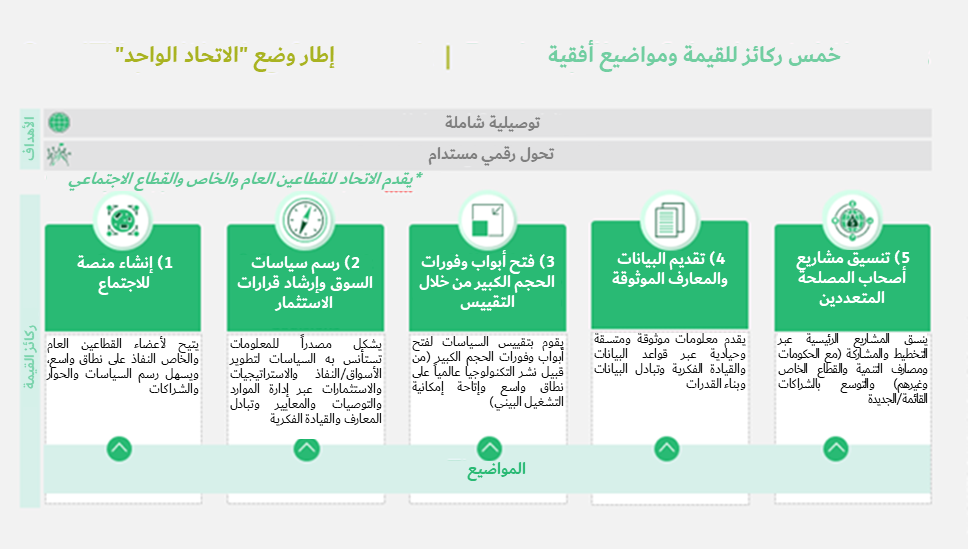 خمس ركائز للقيمة ومواضيع أفقية | إطار وضع "الاتحاد الواحد"
الأهداف
توصيلية شاملة
تحول رقمي مستدام
*يقدم الاتحاد للقطاعين العام والخاص والقطاع الاجتماعي
ركائز القيمة
1) إنشاء منصة
للاجتماع
يتيح لأعضاء القطاعين العام
والخاص النفاذ على نطاق واسع،
ويسهل رسم السياسات والحوار
والشراكات
2) رسم سياسات
السوق وإرشاد قرارات
الاستثمار
يشكل مصدراً للمعلومات
تستأنس به السياسات لتطوير
الأسواق/النفاذ والاستراتيجيات
والاستثمارات عبر إدارة الموارد
والتوصيات والمعايير وتبادل
المعارف والقيادة الفكرية
3) فتح أبواب وفورات
الحجم الكبير من خلال
التقييس
يقوم بتقييس السياسات لفتح
أبواب وفورات الحجم الكبير (من
قبيل نشر التكنولوجيا عالمياً على
نطاق واسع وإتاحة إمكانية
التشغيل البيني)
4) تقديم البيانات
والمعارف الموثوقة
يقدم معلومات موثوقة ومتسقة
وحيادية عبر قواعد البيانات
والقيادة الفكرية وتبادل البيانات
وبناء القدرات
5) تنسيق مشاريع
أصحاب المصلحة
المتعددين
ينسق المشاريع الرئيسية عبر
التخطيط والمشاركة (مع الحكومات
ومصارف التنمية والقطاع الخاص
وغيرهم) والتوسع بالشراكات
القائمة/الجديدة
المواضيع